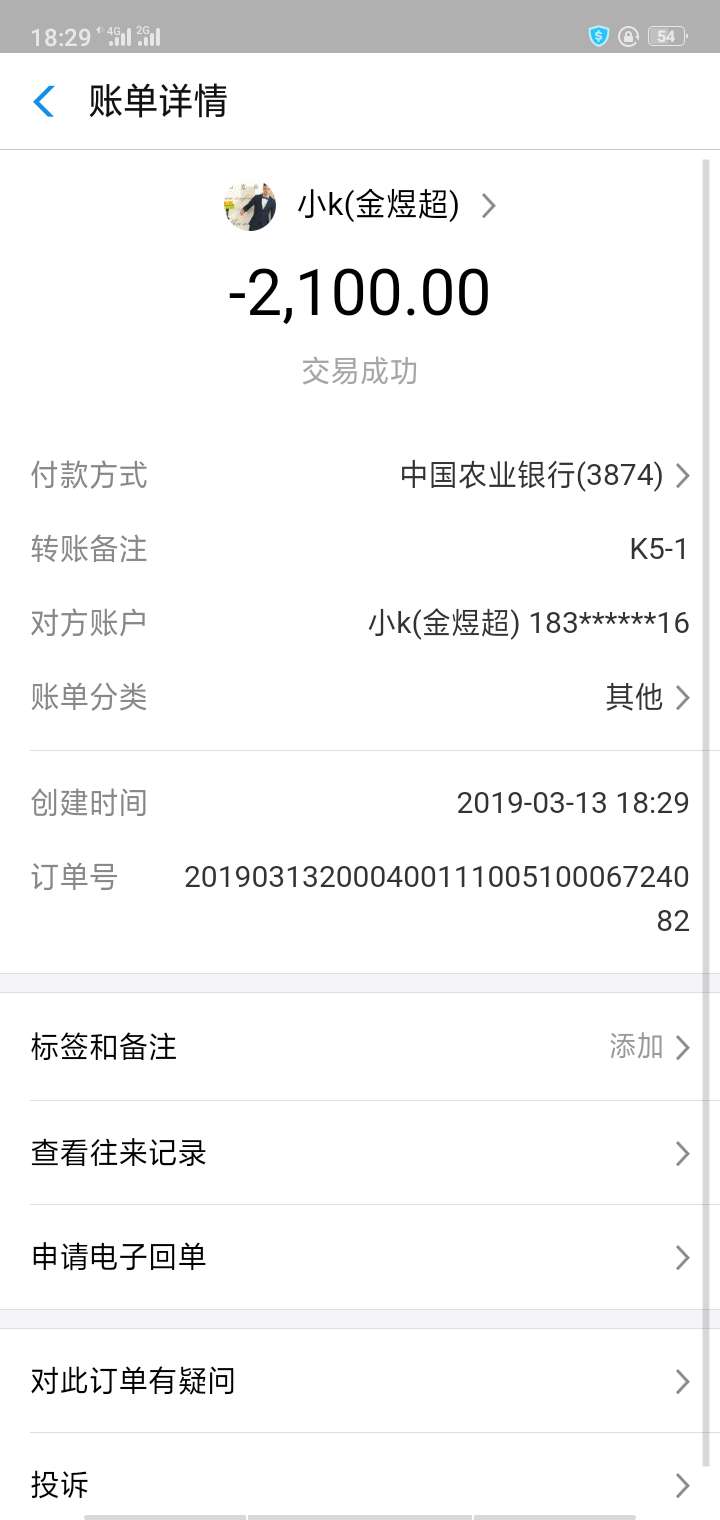 18:29 4G 2G 54
账单详情
小k(金煜超)
-2,100.00
交易成功
付款方式 中国农业银行(3874)
转账备注 K5-1
对方账户 小k(金煜超) 183******16
账单分类 其他
创建时间 2019-03-13 18:29
订单号 201903132000400111005100067240
82
标签和备注 添加
查看往来记录
申请电子回单
对此订单有疑问
投诉